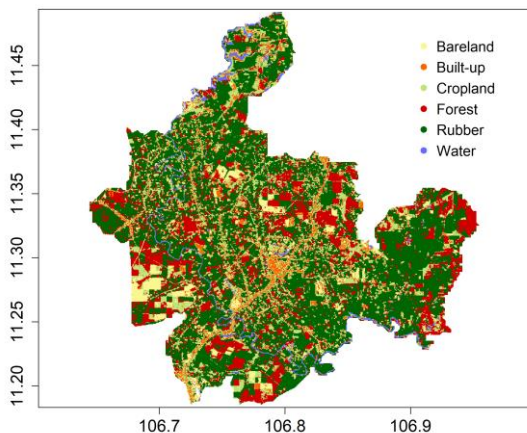 11.45
11.40
11.35
11.30
11.25
11.20
Bareland
Built-up
Cropland
Forest
Rubber
Water
106.7 106.8 106.9